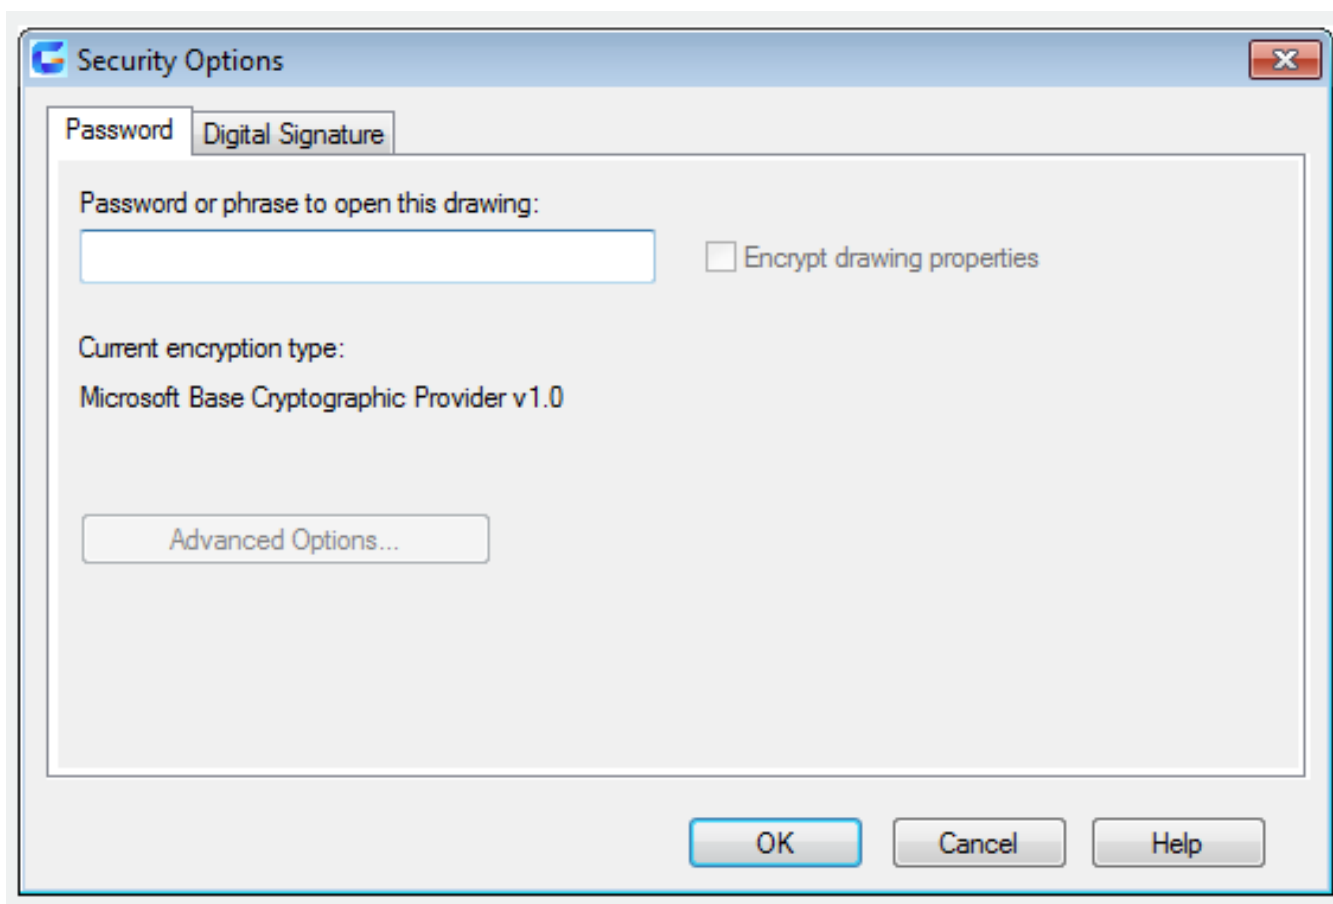 Security Options
Password
Digital Signature
Password or phrase to open this drawing:
Encrypt drawing properties
Current encryption type:
Microsoft Base Cryptographic Provider v1.0
Advanced Options...
OK
Cancel
Help